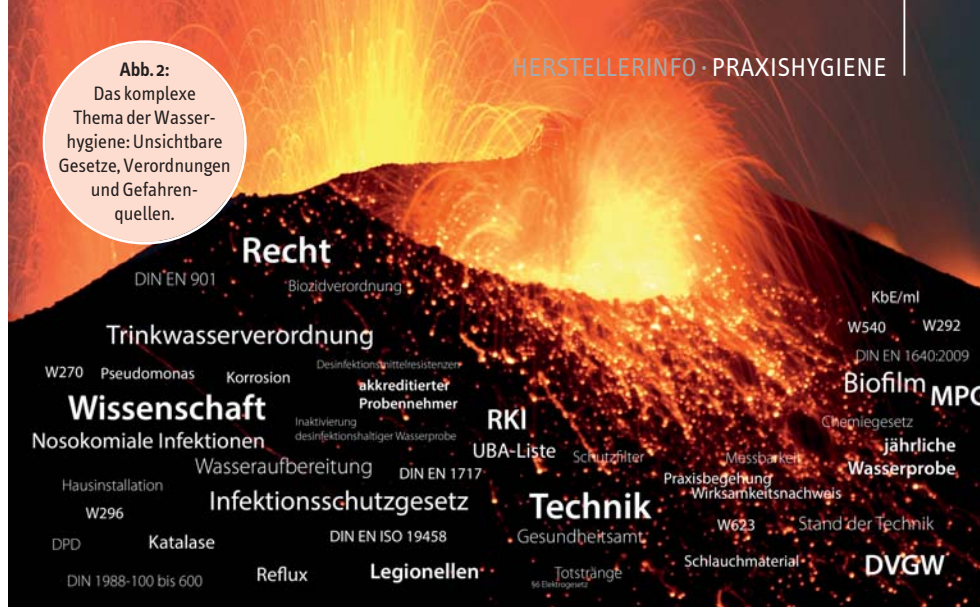 HERSTELLERINFO · PRAXISHYGIENE
Abb. 2:
Das komplexe
Thema der Wasser-
hygiene: Unsichtbare
Gesetze, Verordnungen
und Gefahren-
quellen.
Recht
DIN EN 901
Biozidverordnung
KbE/ml
W540
W292
Trinkwasserverordnung
DIN EN 1640:2009
Desinfektionsmittelresistenzen
W270
Pseudomonas
Korrosion
akkreditierter
Probennehmer
Biofilm
MPG
Wissenschaft
RKI
Inaktivierung
desinfektionshaltiger Wasserprobe
Chemiegesetz
Nosokomiale Infektionen
UBA-Liste
Schutzfilter
Messbarkeit
jährliche
Wasserprobe
Wasseraufbereitung
DIN EN 1717
Praxisbegehung
Hausinstallation
Wirksamkeitsnachweis
Infektionsschutzgesetz
Technik
W296
W623
Stand der Technik
DPD
Katalase
DIN EN ISO 19458
Gesundheitsamt
Schlauchmaterial
DVGW
DIN 1988-100 bis 600
Reflux
Legionellen
Totstränge
§6 Elektrogesetz